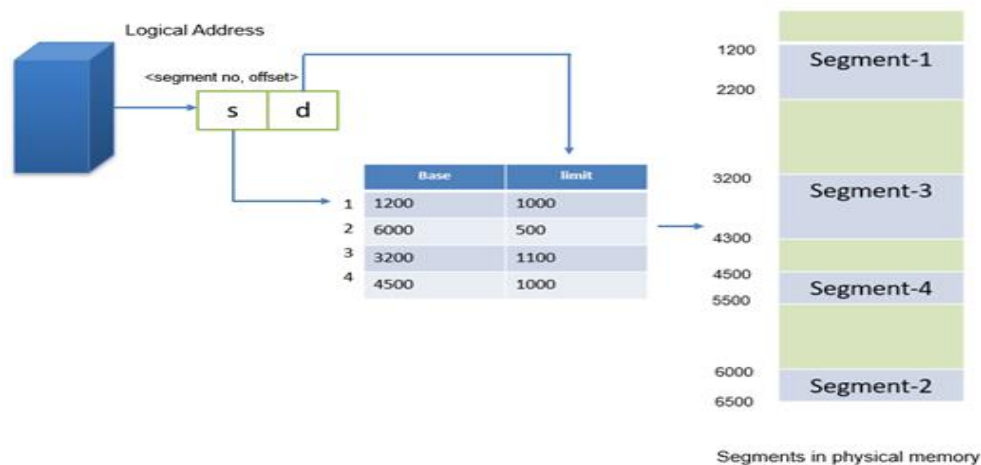 Logical Address
<segment no, offset>
s d
Base limit
1 1200 1000
2 6000 500
3 3200 1100
4 4500 1000
1200
Segment-1
2200
3200
Segment-3
4300
4500
Segment-4
5500
6000
Segment-2
6500
Segments in physical memory